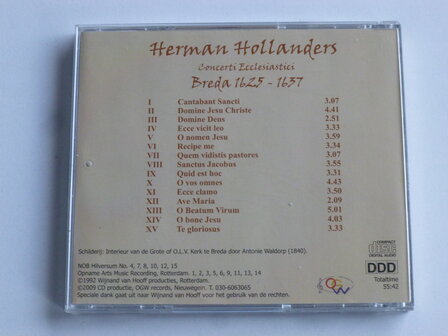 Herman Hollanders
Concerti Ecclesiastici
Breda 1625 - 1637
I Cantabant Sancti 3.07
II Domine Jesu Christe 4.41
III Domine Dens 2.51
IV Ecce vicit leo 3.33
V O nomen Jesu 3.59
VI Recipe me 3.34
VII Quem vidistis pastores 3.07
VIII Sanctus Jacobus 3.55
IX Quid est hoc 3.31
X O vos omnes 4.43
XI Ecce clamo 3.50
XII Ave Maria 2.09
XIII O Beatum Virum 5.01
XIV O bone Jesu 4.03
XV Te gloriosus 3.33
Schilderij: Interieur van de Grote of O.L.V. Kerk te Breda door Antonie Waldorp (1840).
NOB Hilversum No. 4, 7, 8, 10, 12, 15
Opname Arts Music Recording, Rotterdam. 1, 2, 3, 5, 6, 9, 11, 13, 14
©1992 Wijnand van Hooff producties, Rotterdam.
©2009 CD productie, OGW records, Nieuwegein. T. 030-6063065
Speciale dank gaat uit naar Wijnand van Hooff voor het gebruik van de rechten.
OGW
COMPACT
disc
DIGITAL AUDIO
DDD
Totaltime
55:42